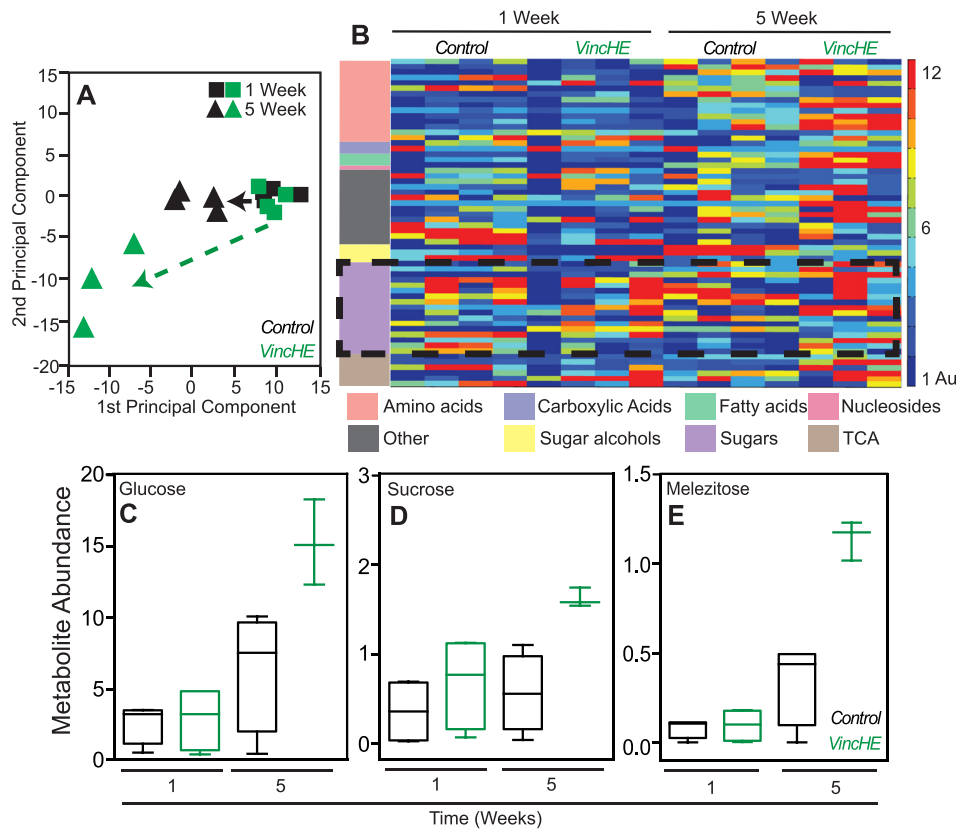 1 Week
5 Week
B
Control
VincHE
Control
VincHE
A
1 Week
5 Week
15
10
5
0
-5
-10
-15
-20
2nd Principal Component
Control
VincHE
-15
-10
-5
0
5
10
15
1st Principal Component
12
6
1 Au
Amino acids
Carboxylic Acids
Fatty acids
Nucleosides
Other
Sugar alcohols
Sugars
TCA
Metabolite Abundance
20
15
10
5
0
Glucose
C
1
5
3
2
1
0
Sucrose
D
1
5
1.5
1.0
0.5
0.0
Melezitose
E
Control
VincHE
1
5
Time (Weeks)